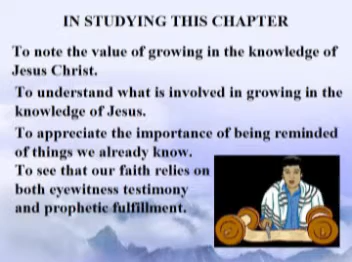 IN STUDYING THIS CHAPTER
To note the value of growing in the knowledge of
Jesus Christ.
To understand what is involved in growing in the
knowledge of Jesus.
To appreciate the importance of being reminded
of things we already know.
To see that our faith relies on
both eyewitness testimony
and prophetic fulfillment.